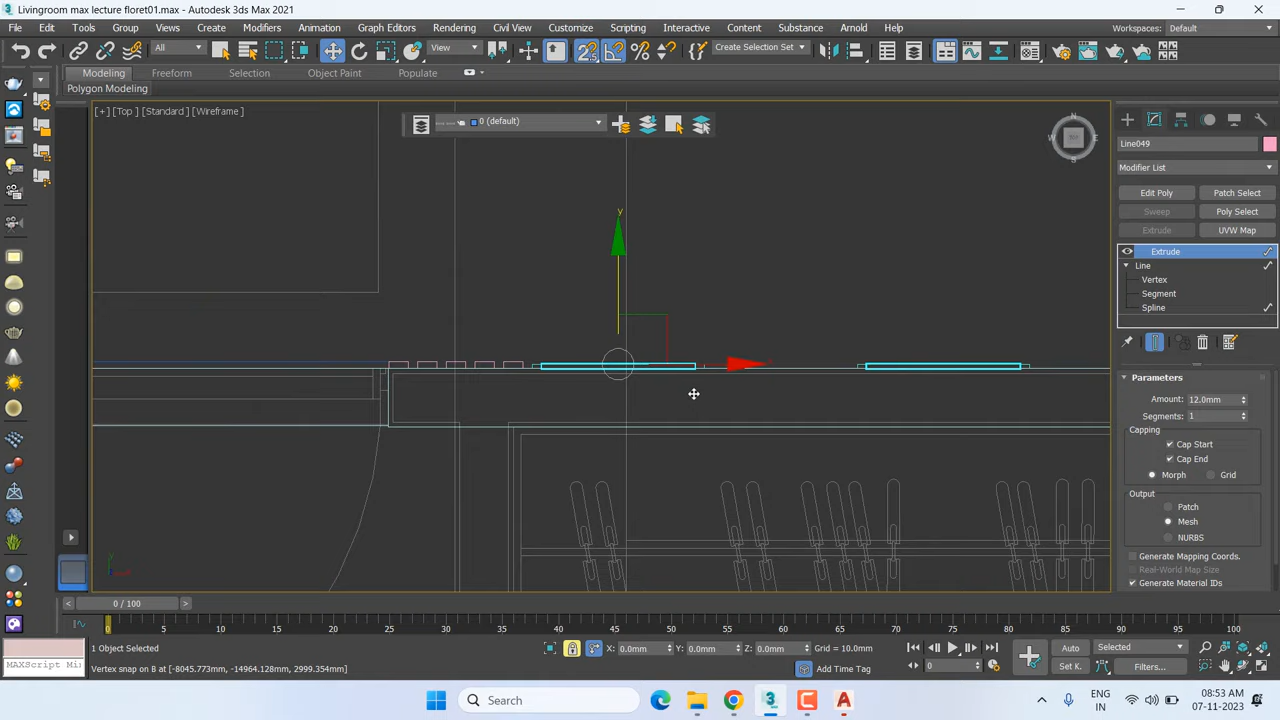 Livingroom max lecture floret01.max - Autodesk 3ds Max 2021
File Edit Tools Group Views Create Modifiers Animation Graph Editors Rendering Civil View Customize Scripting Interactive Content Substance Arnold Help
Workspaces: Default
All View Create Selection Set
Modeling Freeform Selection Object Paint Populate
Polygon Modeling
[+] [Top ] [Standard ] [Wireframe ]
0 (default)
Line049
Modifier List
Edit Poly Patch Select
Sweep Poly Select
Extrude UVW Map
Extrude
Line
Vertex
Segment
Spline
Parameters
Amount: 12.0mm
Segments: 1
Capping
Cap Start
Cap End
Morph Grid
Output
Patch
Mesh
NURBS
Generate Mapping Coords.
Real-World Map Size
Generate Material IDs
y
N
W E
S
0 / 100
0 5 10 15 20 25 30 35 40 45 50 55 60 65 70 75 80 85 90 95 100
1 Object Selected
X: 0.0mm Y: 0.0mm Z: 0.0mm Grid = 10.0mm
Auto Selected
MAXScript Mi
Vertex snap on B at [-8045.773mm, -14964.128mm, 2999.354mm]
Add Time Tag
0
Set K. Filters...
Search
ENG
IN
08:53 AM
07-11-2023